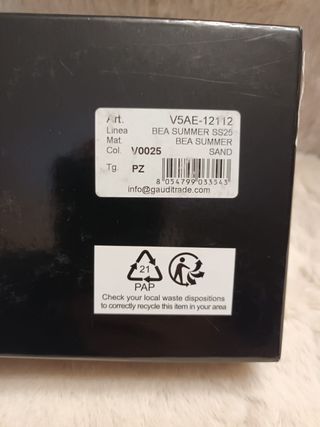 Art. V5AE-12112
Linea BEA SUMMER SS25
Mat. BEA SUMMER
Col. V0025 SAND
Tg. PZ
8 054799 033543
info@gauditrade.com
21
PAP
Check your local waste dispositions
to correctly recycle this item in your area